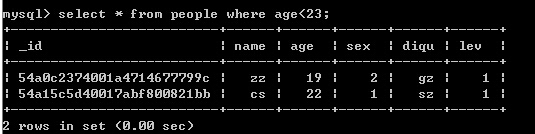 mysql> select * from people where age<23;
+--------------------------+------+------+------+------+------+
| _id                      | name | age  | sex  | diqu | lev  |
+--------------------------+------+------+------+------+------+
| 54a0c2374001a4714677799c | zz   | 19   | 2    | gz   | 1    |
| 54a15c5d40017abf800821bb | cs   | 22   | 1    | sz   | 1    |
+--------------------------+------+------+------+------+------+
2 rows in set (0.00 sec)